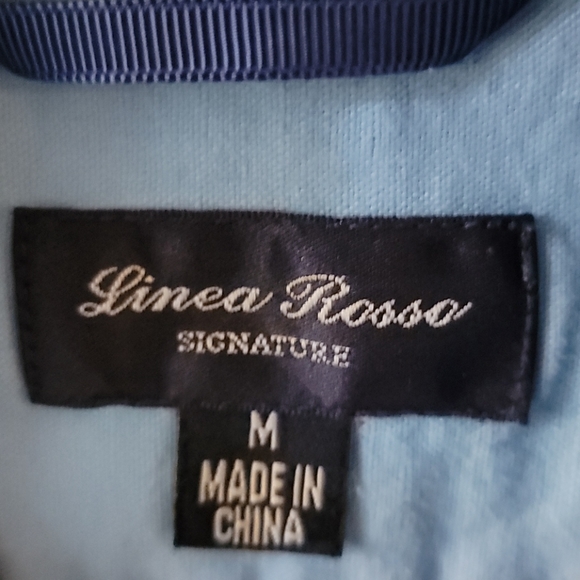 Linea Rosso
SIGNATURE
M
MADE IN
CHINA